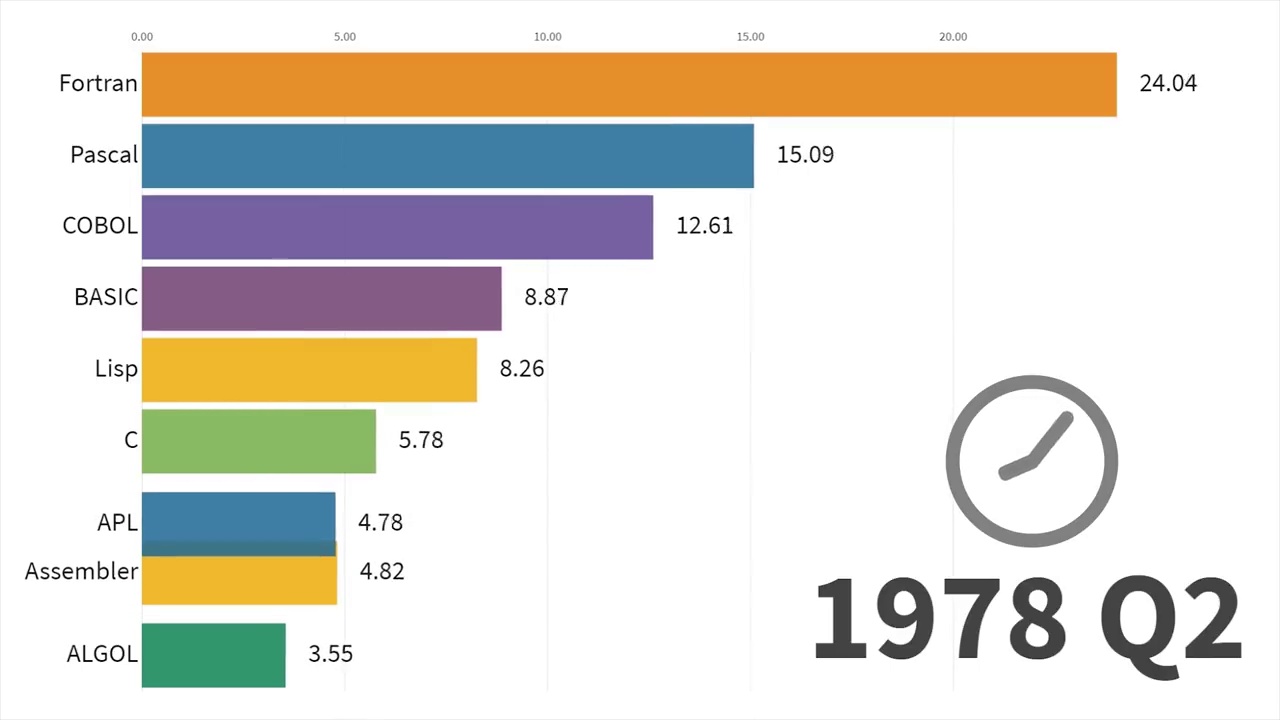 0.00 5.00 10.00 15.00 20.00
Fortran 24.04
Pascal 15.09
COBOL 12.61
BASIC 8.87
Lisp 8.26
C 5.78
APL 4.78
Assembler 4.82
ALGOL 3.55
1978 Q2